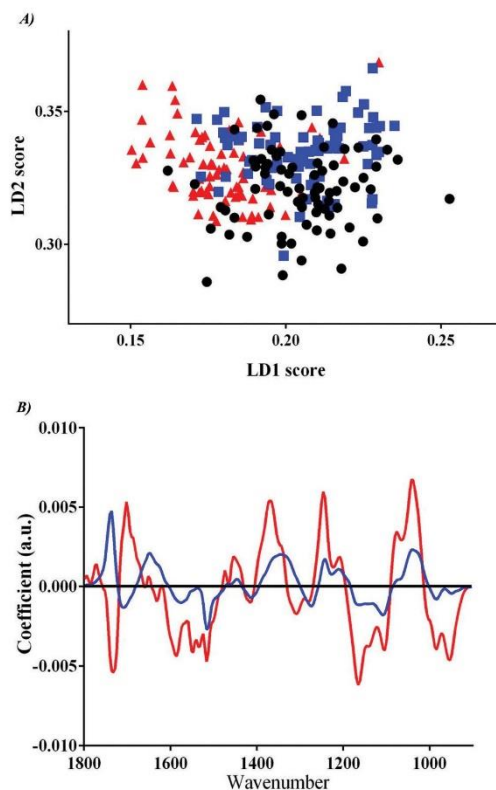 A)
0.35
0.30
LD2 score
0.15 0.20 0.25
LD1 score
B)
0.010
0.005
0.000
-0.005
-0.010
Coefficient (a.u.)
1800 1600 1400 1200 1000
Wavenumber